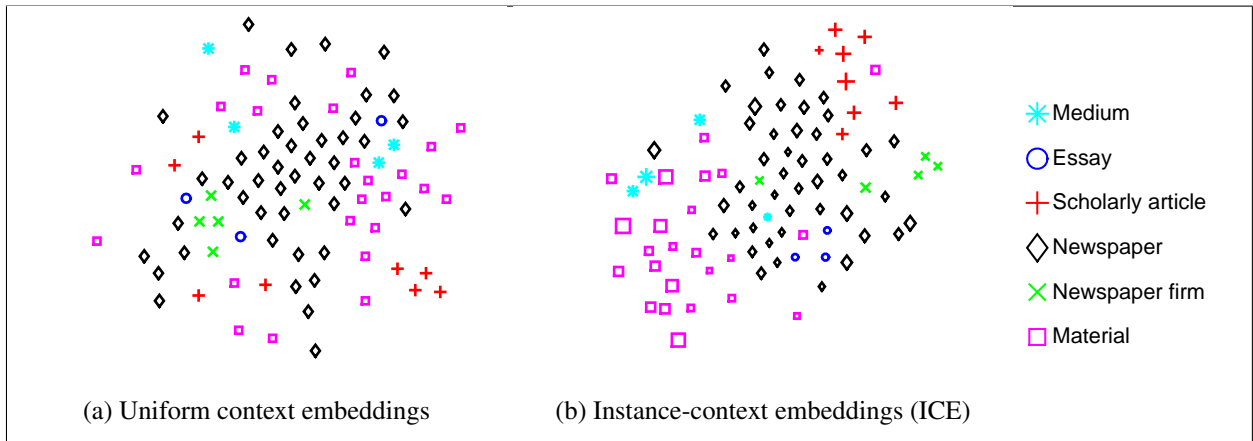 Medium
Essay
Scholarly article
Newspaper
Newspaper firm
Material
(a) Uniform context embeddings
(b) Instance-context embeddings (ICE)